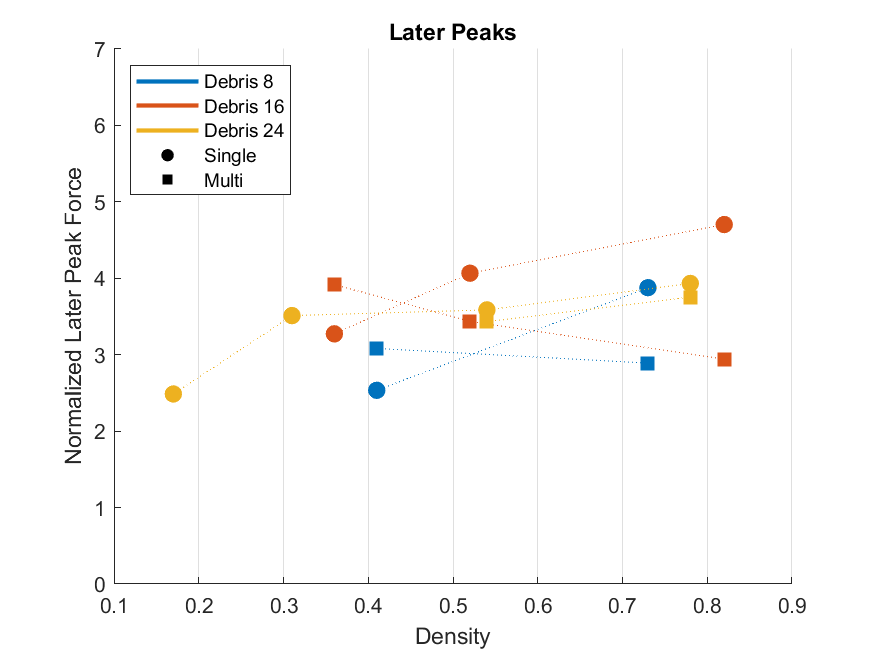 Later Peaks
7
6
5
4
3
2
1
0
Normalized Later Peak Force
Debris 8
Debris 16
Debris 24
Single
Multi
0.1 0.2 0.3 0.4 0.5 0.6 0.7 0.8 0.9
Density